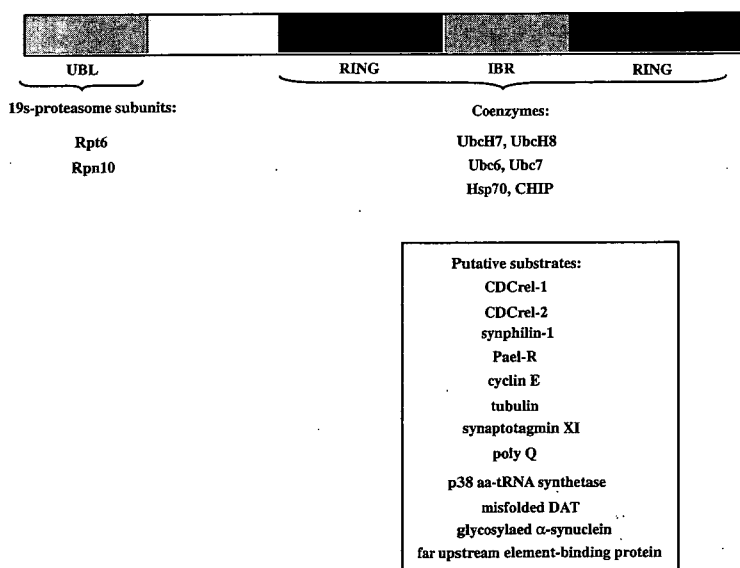 UBL
RING IBR RING
19s-proteasome subunits:
Rpt6
Rpn10
Coenzymes:
UbcH7, UbcH8
Ubc6, Ubc7
Hsp70, CHIP
Putative substrates:
CDCrel-1
CDCrel-2
synphilin-1
Pael-R
cyclin E
tubulin
synaptotagmin XI
poly Q
p38 aa-tRNA synthetase
misfolded DAT
glycosylaed α-synuclein
far upstream element-binding protein